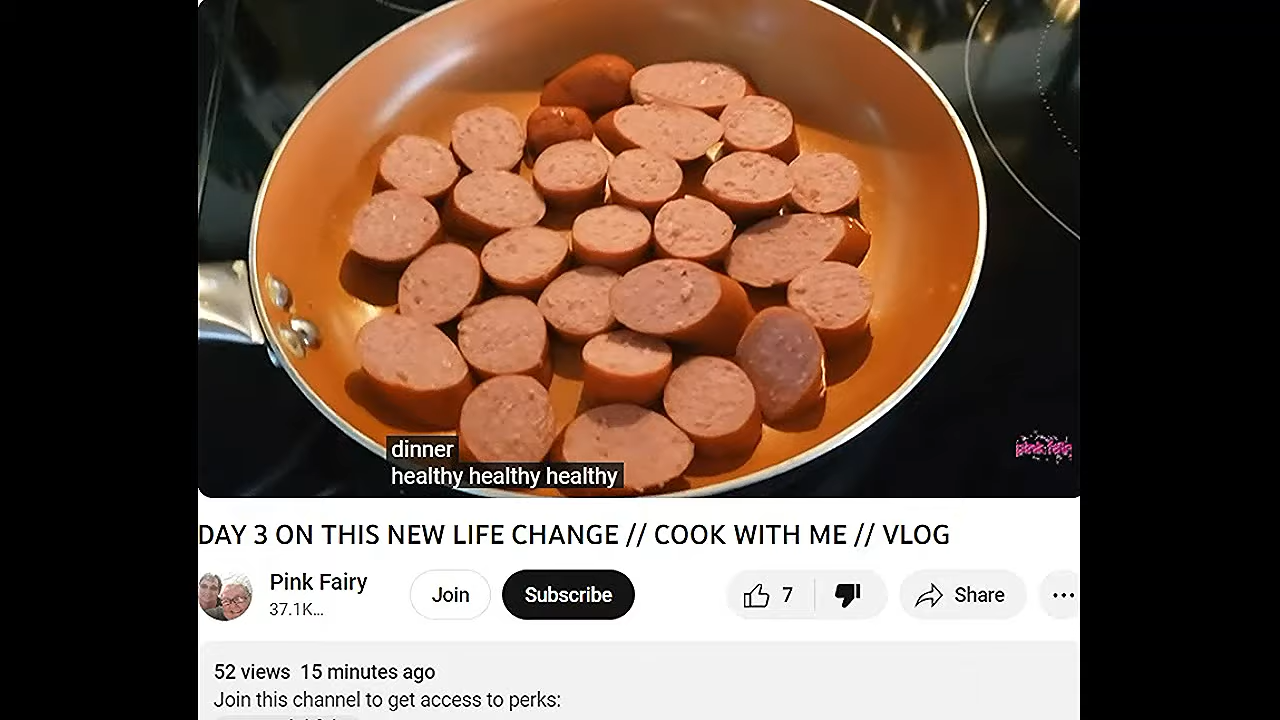 dinner
healthy healthy healthy
DAY 3 ON THIS NEW LIFE CHANGE // COOK WITH ME // VLOG
Pink Fairy
37.1K...
Join
Subscribe
7
Share
52 views 15 minutes ago
Join this channel to get access to perks: